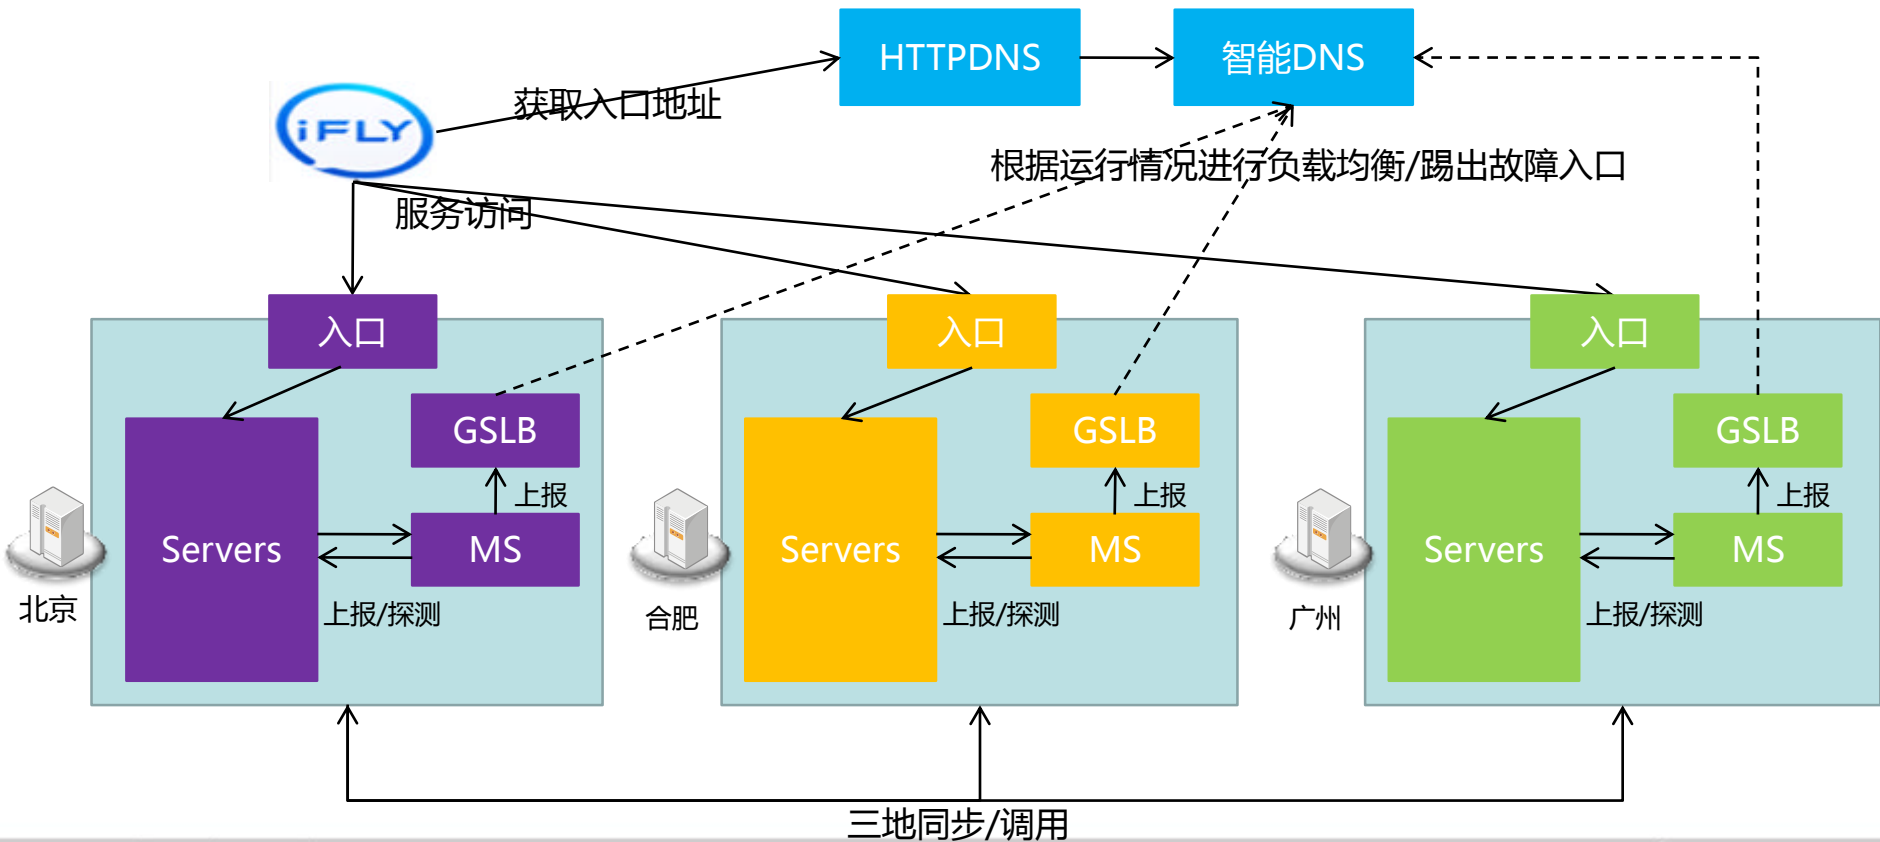 HTTPDNS
智能DNS
获取入口地址
iFLY
根据运行情况进行负载均衡/踢出故障入口
服务访问
入口
入口
入口
GSLB
GSLB
GSLB
上报
上报
上报
Servers
MS
Servers
MS
Servers
MS
北京
上报/探测
合肥
上报/探测
广州
上报/探测
三地同步/调用